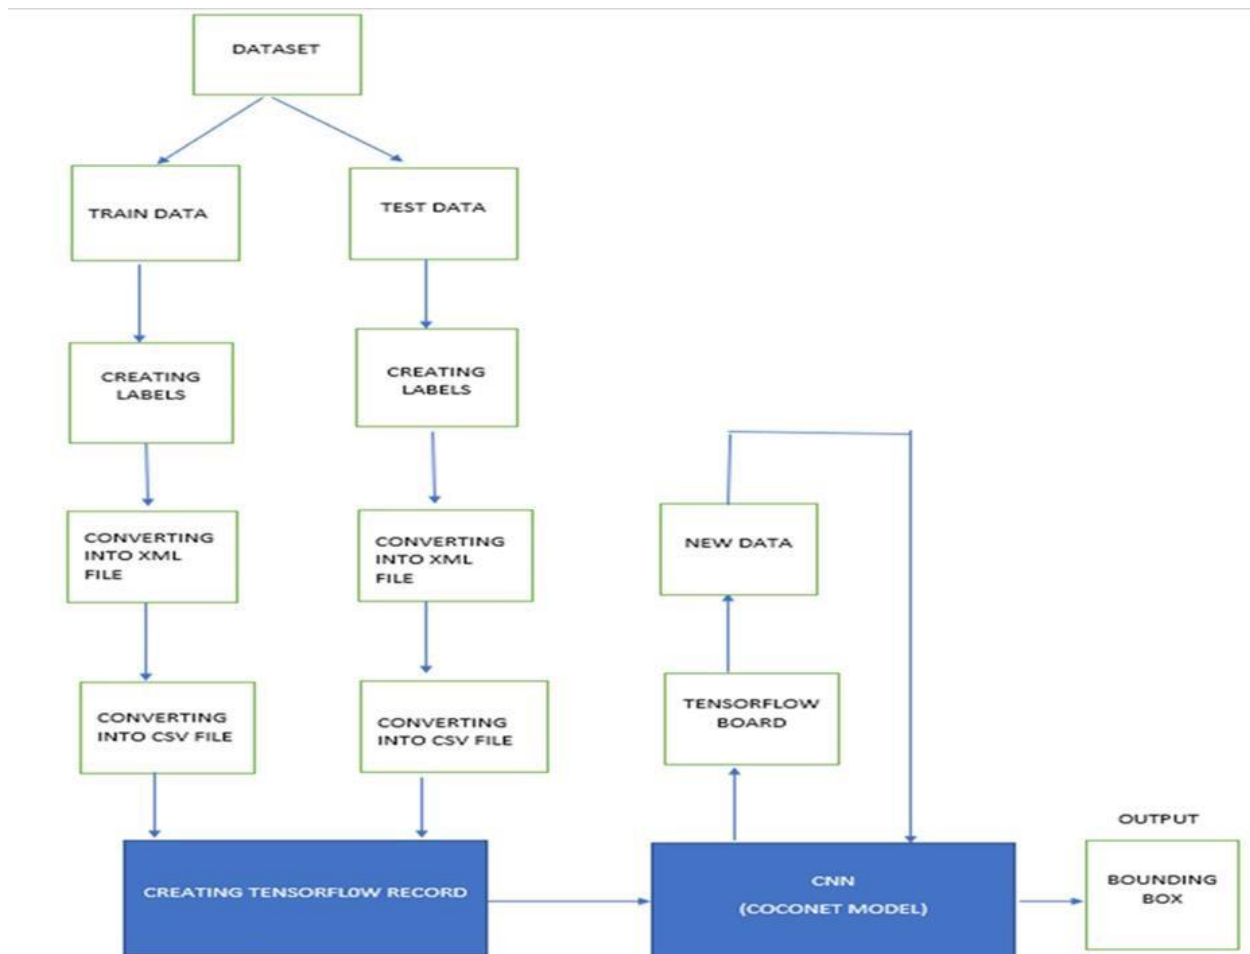 DATASET
TRAIN DATA
TEST DATA
CREATING
LABELS
CREATING
LABELS
CONVERTING
INTO XML
FILE
CONVERTING
INTO XML
FILE
NEW DATA
CONVERTING
INTO CSV FILE
CONVERTING
INTO CSV FILE
TENSORFLOW
BOARD
CREATING TENSORFLOW RECORD
CNN
(COCONET MODEL)
OUTPUT
BOUNDING
BOX